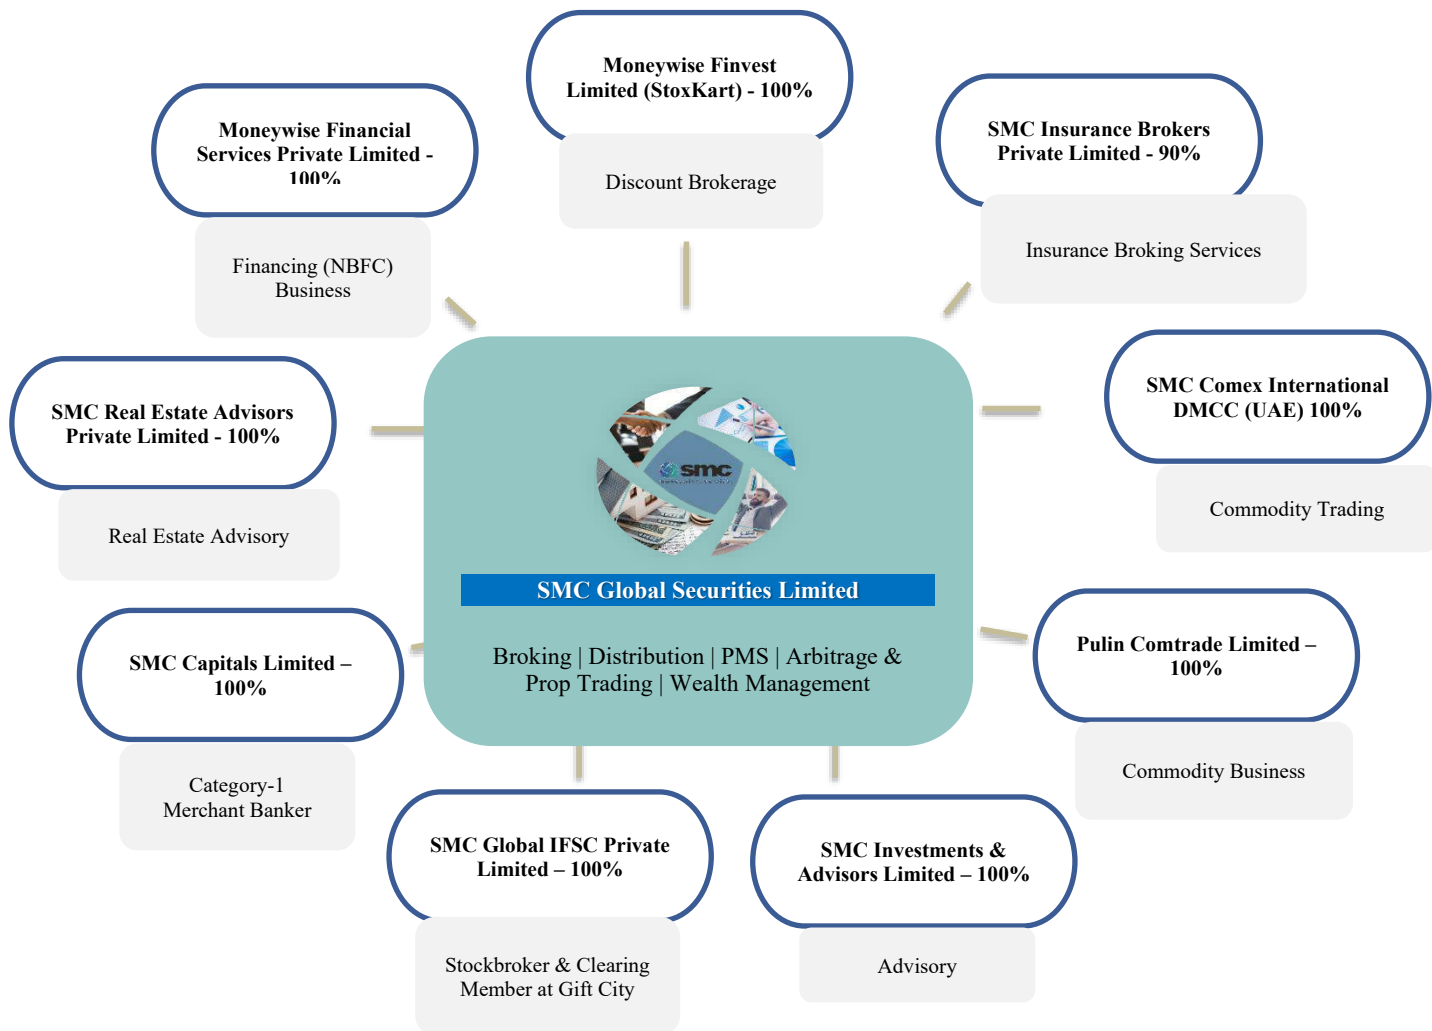 Moneywise Finvest
Limited (StoxKart) - 100%
Discount Brokerage
Moneywise Financial
Services Private Limited -
100%
Financing (NBFC)
Business
SMC Insurance Brokers
Private Limited - 90%
Insurance Broking Services
SMC Real Estate Advisors
Private Limited - 100%
Real Estate Advisory
SMC Comex International
DMCC (UAE) 100%
Commodity Trading
smc
SMC Global Securities Limited
Broking | Distribution | PMS | Arbitrage &
Prop Trading | Wealth Management
SMC Capitals Limited –
100%
Category-1
Merchant Banker
Pulin Comtrade Limited –
100%
Commodity Business
SMC Global IFSC Private
Limited – 100%
Stockbroker & Clearing
Member at Gift City
SMC Investments &
Advisors Limited – 100%
Advisory